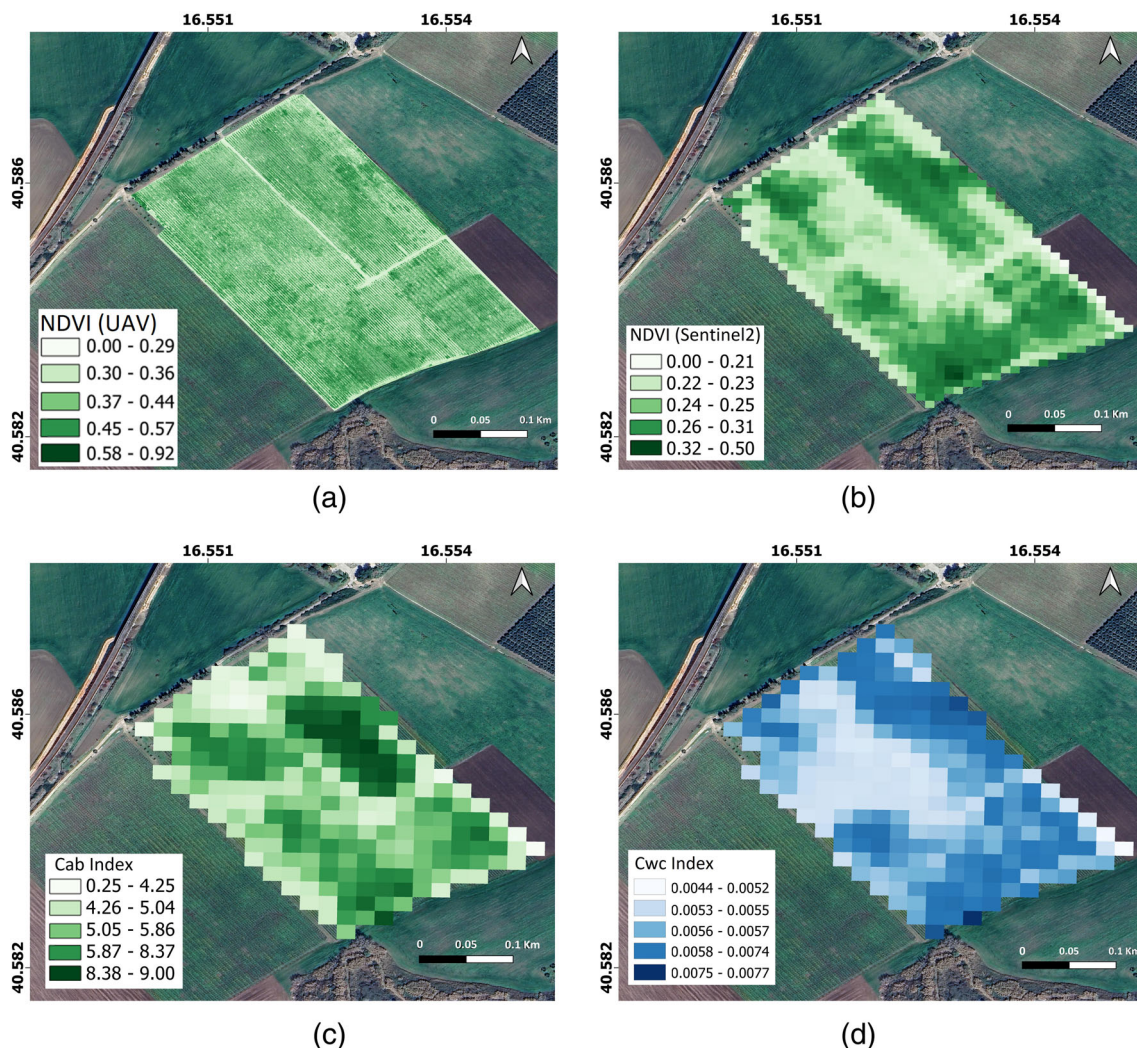 16.551 16.554
16.551 16.554
40.586
40.582
NDVI (UAV)
0.00 - 0.29
0.30 - 0.36
0.37 - 0.44
0.45 - 0.57
0.58 - 0.92
0 0.05 0.1 Km
(a)
40.586
40.582
NDVI (Sentinel2)
0.00 - 0.21
0.22 - 0.23
0.24 - 0.25
0.26 - 0.31
0.32 - 0.50
0 0.05 0.1 Km
(b)
16.551 16.554
16.551 16.554
40.586
40.582
Cab Index
0.25 - 4.25
4.26 - 5.04
5.05 - 5.86
5.87 - 8.37
8.38 - 9.00
0 0.05 0.1 Km
(c)
40.586
40.582
Cwc Index
0.0044 - 0.0052
0.0053 - 0.0055
0.0056 - 0.0057
0.0058 - 0.0074
0.0075 - 0.0077
0 0.05 0.1 Km
(d)